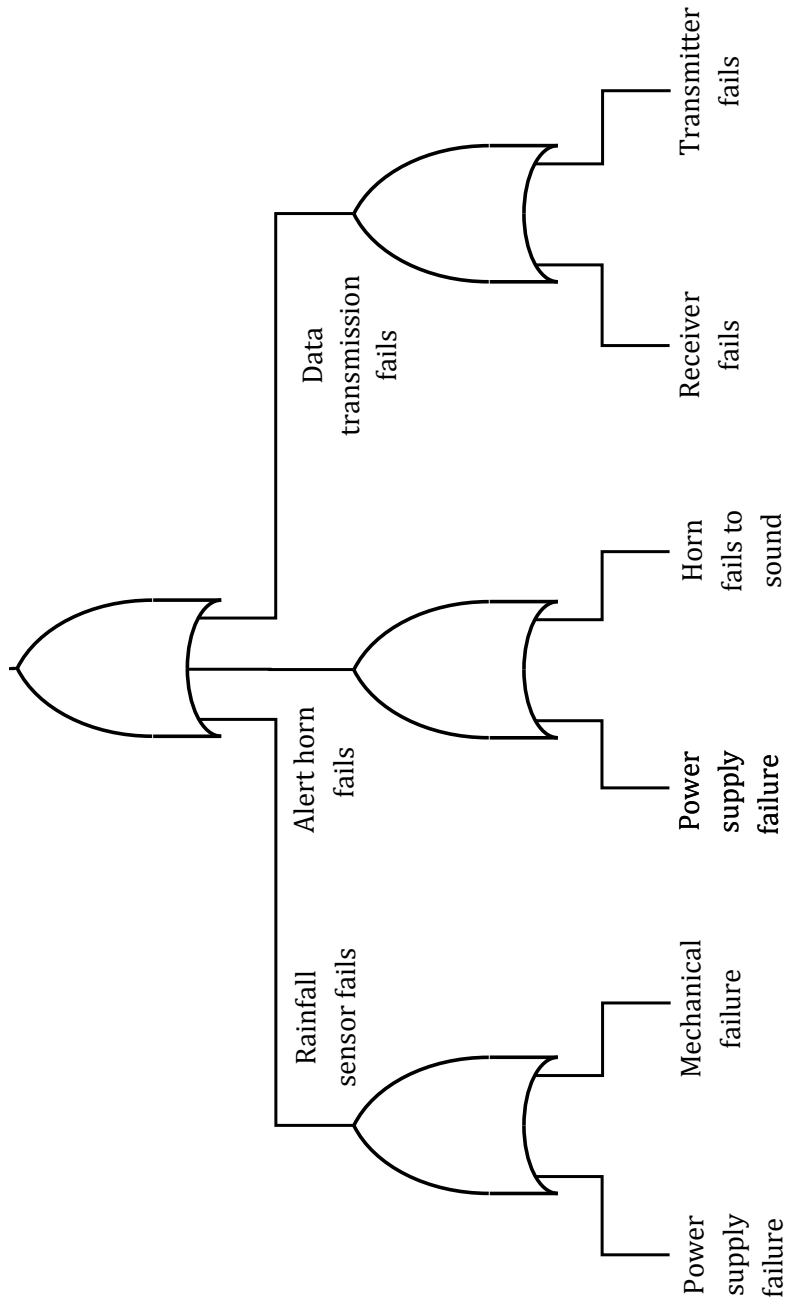 Rainfall
sensor fails
Alert horn
fails
Data
transmission
fails
Power
supply
failure
Mechanical
failure
Power
supply
failure
Horn
fails to
sound
Receiver
fails
Transmitter
fails